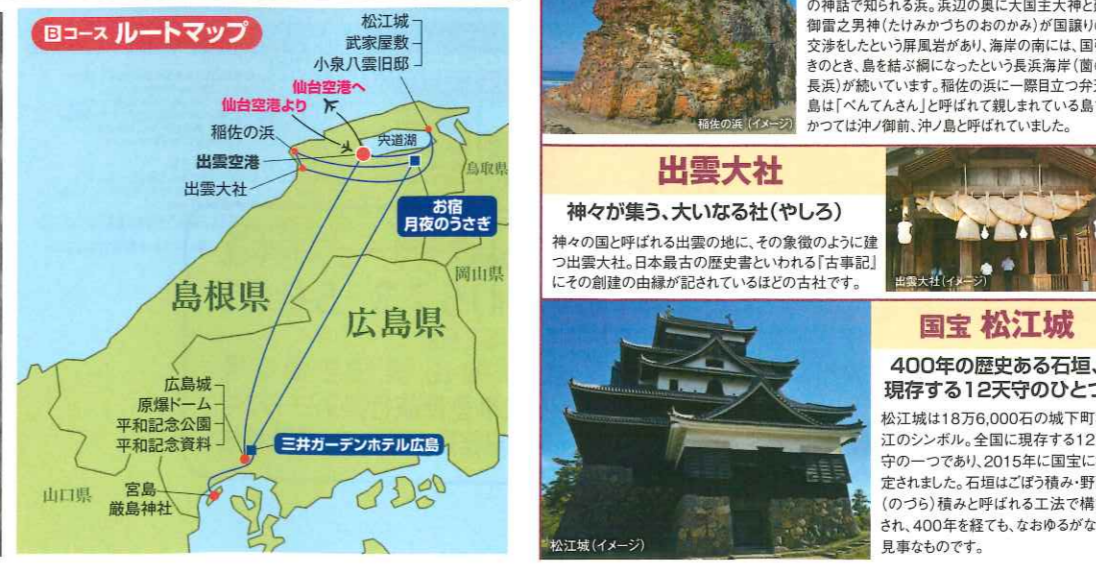 Bコース ルートマップ
松江城
武家屋敷
小泉八雲旧邸
仙台空港へ
仙台空港より
稲佐の浜
宍道湖
出雲空港
出雲大社
鳥取県
お宿
月夜のうさぎ
岡山県
島根県
広島県
広島城
原爆ドーム
平和記念公園
平和記念資料
三井ガーデンホテル広島
山口県
宮島
厳島神社
の神話で知られる浜。浜辺の奥に大国主大神と
御雷之男神(たけみかづちのおのかみ)が国譲り
交渉をしたという屏風岩があり、海岸の南には、国
きのとき、島を結ぶ綱になったという長浜海岸(薗
長浜)が続いています。稲佐の浜に一際目立つ弁
島は「べんてんさん」と呼ばれて親しまれている島
かつては沖ノ御前、沖ノ島と呼ばれていました。
稲佐の浜(イメージ)
出雲大社
神々が集う、大いなる社(やしろ)
神々の国と呼ばれる出雲の地に、その象徴のように建
つ出雲大社。日本最古の歴史書といわれる『古事記』
にその創建の由縁が記されているほどの古社です。
出雲大社(イメージ)
国宝 松江城
400年の歴史ある石垣、
現存する12天守のひとつ
松江城は18万6,000石の城下町
江のシンボル。全国に現存する12
守の一つであり、2015年に国宝に
定されました。石垣はごぼう積み・野
(のづら)積みと呼ばれる工法で構
され、400年を経ても、なおゆるがな
見事なものです。
松江城(イメージ)